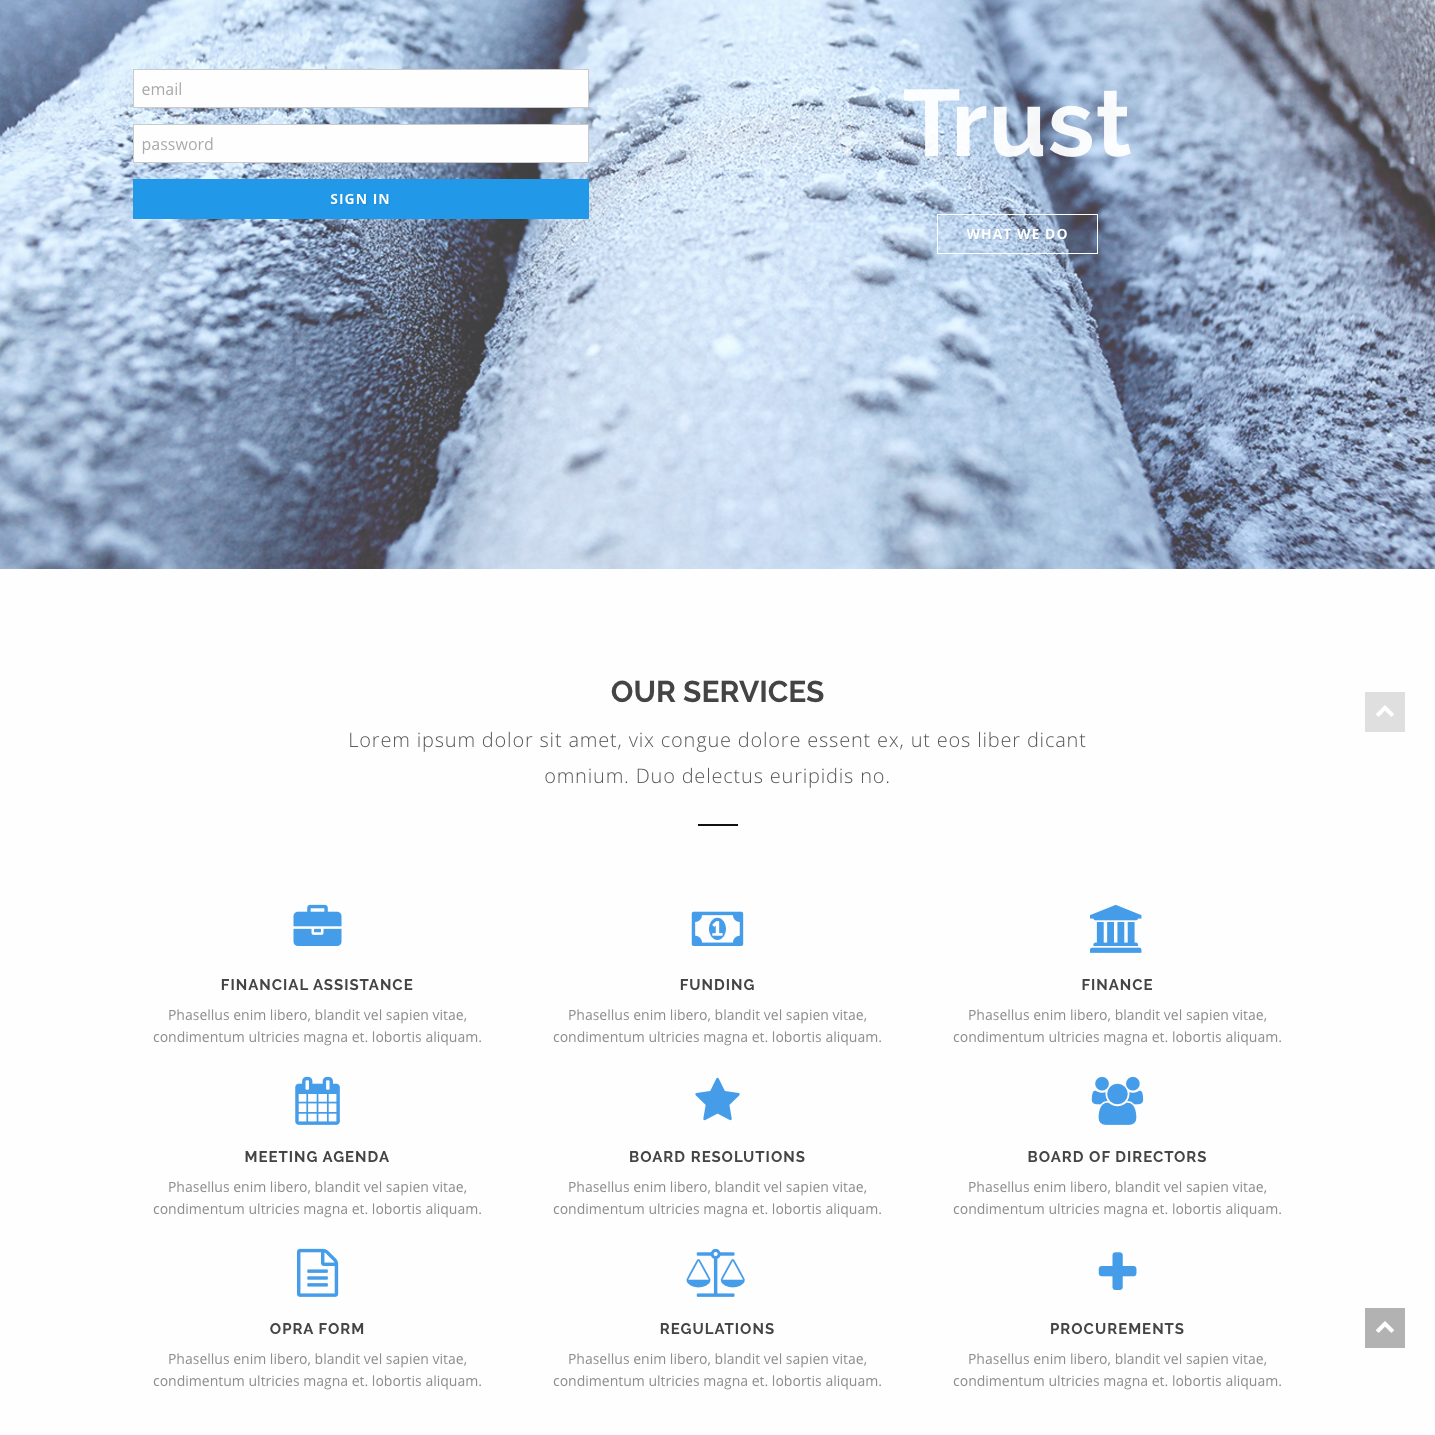 email
password
SIGN IN
Trust
WHAT WE DO
OUR SERVICES
Lorem ipsum dolor sit amet, vix congue dolore essent ex, ut eos liber dicant
omnium. Duo delectus euripidis no.
1
FINANCIAL ASSISTANCE
Phasellus enim libero, blandit vel sapien vitae,
condimentum ultricies magna et. lobortis aliquam.
FUNDING
Phasellus enim libero, blandit vel sapien vitae,
condimentum ultricies magna et. lobortis aliquam.
FINANCE
Phasellus enim libero, blandit vel sapien vitae,
condimentum ultricies magna et. lobortis aliquam.
MEETING AGENDA
Phasellus enim libero, blandit vel sapien vitae,
condimentum ultricies magna et. lobortis aliquam.
BOARD RESOLUTIONS
Phasellus enim libero, blandit vel sapien vitae,
condimentum ultricies magna et. lobortis aliquam.
BOARD OF DIRECTORS
Phasellus enim libero, blandit vel sapien vitae,
condimentum ultricies magna et. lobortis aliquam.
OPRA FORM
Phasellus enim libero, blandit vel sapien vitae,
condimentum ultricies magna et. lobortis aliquam.
REGULATIONS
Phasellus enim libero, blandit vel sapien vitae,
condimentum ultricies magna et. lobortis aliquam.
PROCUREMENTS
Phasellus enim libero, blandit vel sapien vitae,
condimentum ultricies magna et. lobortis aliquam.